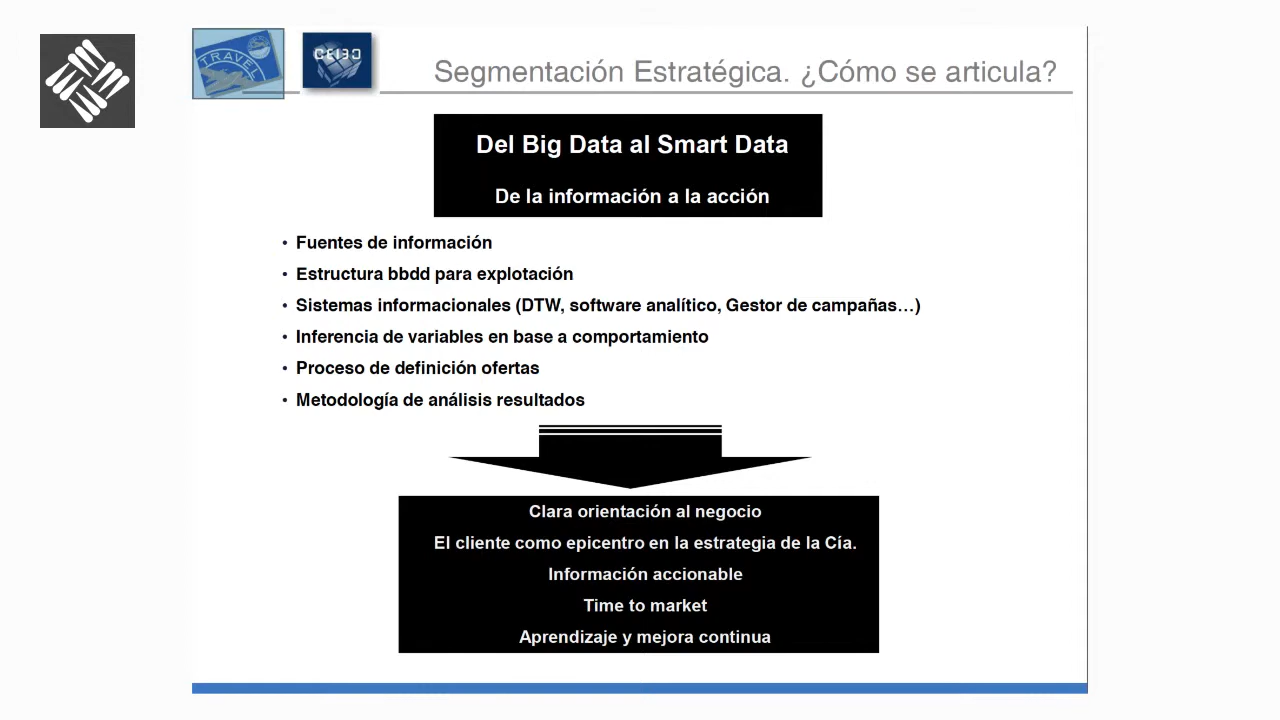 TRAVEL
Segmentación Estratégica. ¿Cómo se articula?
Del Big Data al Smart Data
De la información a la acción
• Fuentes de información
• Estructura bbdd para explotación
• Sistemas informacionales (DTW, software analítico, Gestor de campañas…)
• Inferencia de variables en base a comportamiento
• Proceso de definición ofertas
• Metodología de análisis resultados
Clara orientación al negocio
El cliente como epicentro en la estrategia de la Cía.
Información accionable
Time to market
Aprendizaje y mejora continua